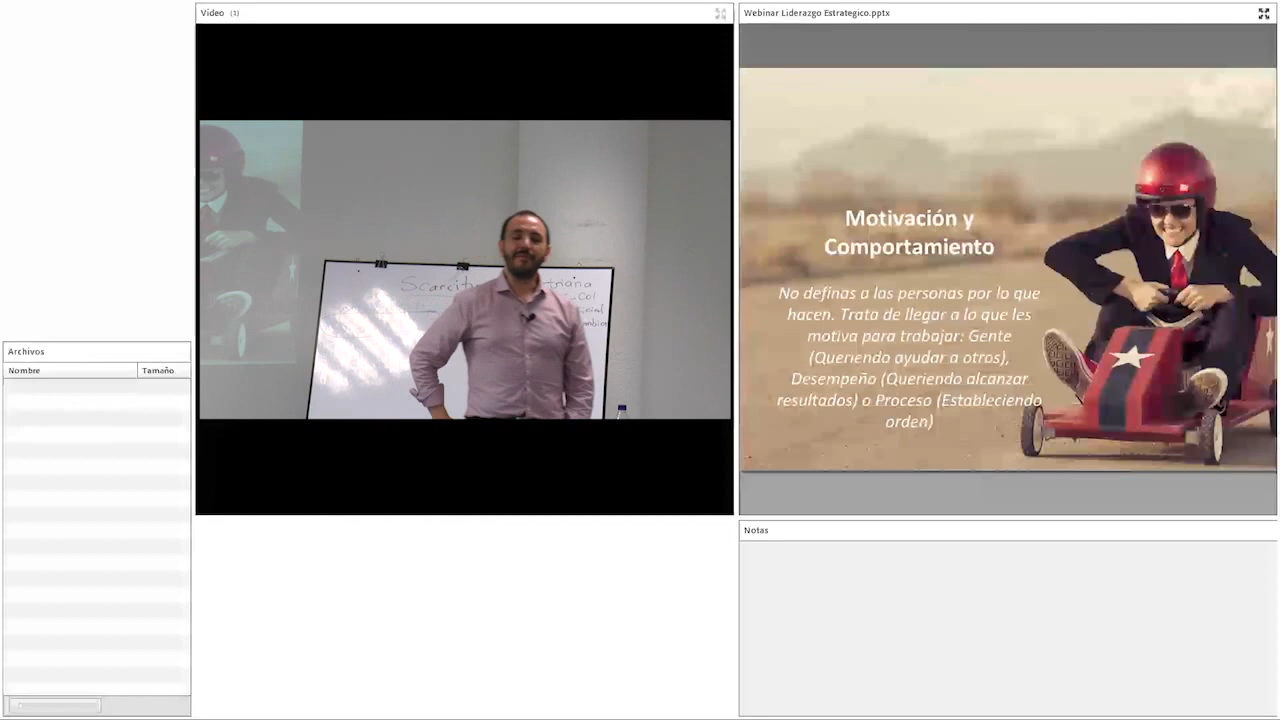 Vídeo (1)
Webinar Liderazgo Estrategico.pptx
Motivación y
Comportamiento
No definas a las personas por lo que
hacen. Trata de llegar a lo que les
motiva para trabajar: Gente
(Queriendo ayudar a otros),
Desempeño (Queriendo alcanzar
resultados) o Proceso (Estableciendo
orden)
Archivos
Nombre
Tamaño
Notas